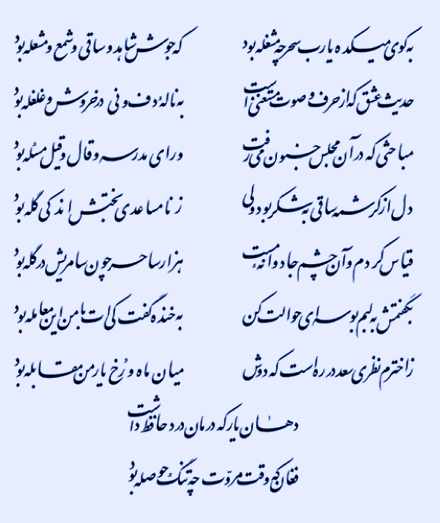 به کوی میکده یا رب سحر چه مشغله بود که جوش شاهد و ساقی و شمع و مشعله بود
حدیث عشق که از حرف و صوت مستغنی است به ناله دف و نی در خروش و غلغله بود
مباحثی که در آن مجلس جنون می رفت ورای مدرسه و قال و قیل مسئله بود
دل از کرشمه ساقی به شکر بود ولی ز نامساعدی بختش اندکی گله بود
قیاس کردم و آن چشم جادوانه مست هزار ساحر چون سامریش در گله بود
بگفتمش به لبم بوسه ای حوالت کن به خنده گفت کی ات با من این معامله بود
ز اخترم نظری سعد در ره است که دوش میان ماه و رخ یار من مقابله بود
دهان یار که درمان درد حافظ داشت
فغان که وقت مروت چه تنگ حوصله بود